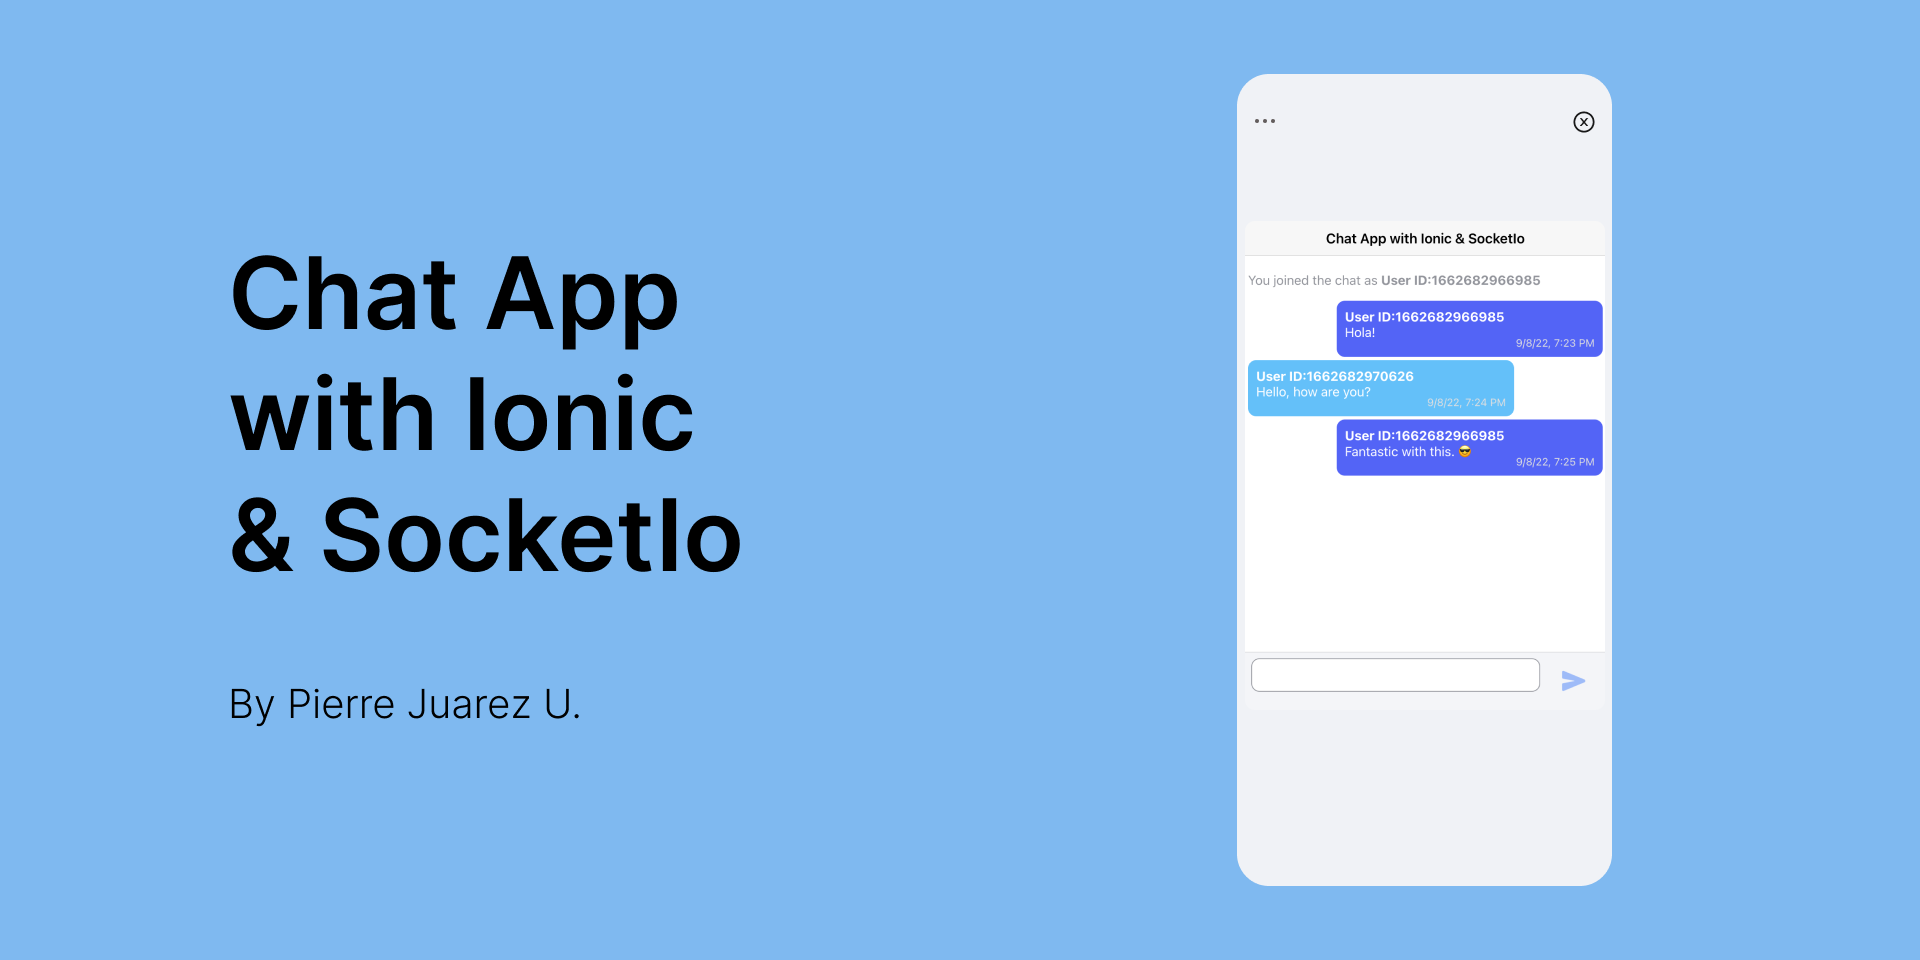 Chat App
with Ionic
& SocketIo
By Pierre Juarez U.
Chat App with Ionic & SocketIo
You joined the chat as User ID:1662682966985
User ID:1662682966985
Hola!
9/8/22, 7:23 PM
User ID:1662682970626
Hello, how are you?
9/8/22, 7:24 PM
User ID:1662682966985
Fantastic with this. 😎
9/8/22, 7:25 PM